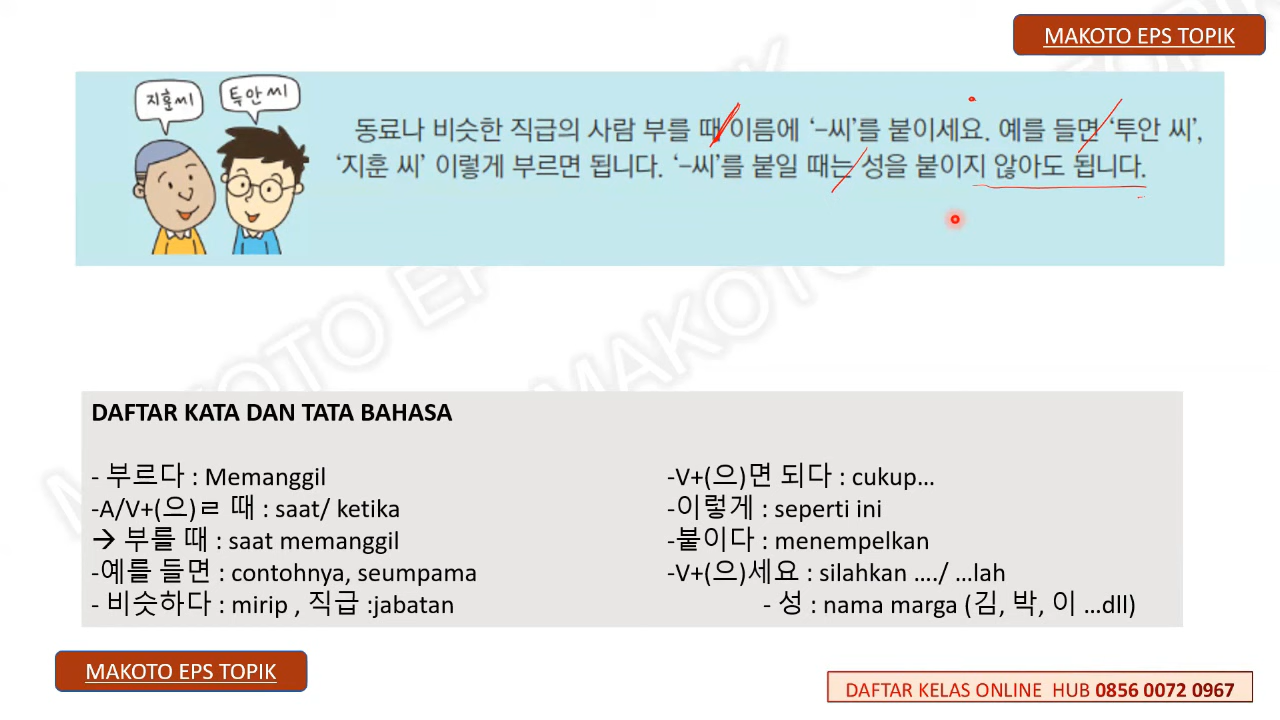 MAKOTO EPS TOPIK
지훈씨
투안 씨
동료나 비슷한 직급의 사람 부를 때 이름에 ‘–씨’를 붙이세요. 예를 들면 ‘투안 씨’,
‘지훈 씨’ 이렇게 부르면 됩니다. ‘–씨’를 붙일 때는 성을 붙이지 않아도 됩니다.
DAFTAR KATA DAN TATA BAHASA
- 부르다 : Memanggil
-A/V+(으)ㄹ 때 : saat/ ketika
→ 부를 때 : saat memanggil
-예를 들면 : contohnya, seumpama
- 비슷하다 : mirip , 직급 :jabatan
-V+(으)면 되다 : cukup…
-이렇게 : seperti ini
-붙이다 : menempelkan
-V+(으)세요 : silahkan …./ …lah
- 성 : nama marga (김, 박, 이 …dll)
MAKOTO EPS TOPIK
DAFTAR KELAS ONLINE HUB 0856 0072 0967